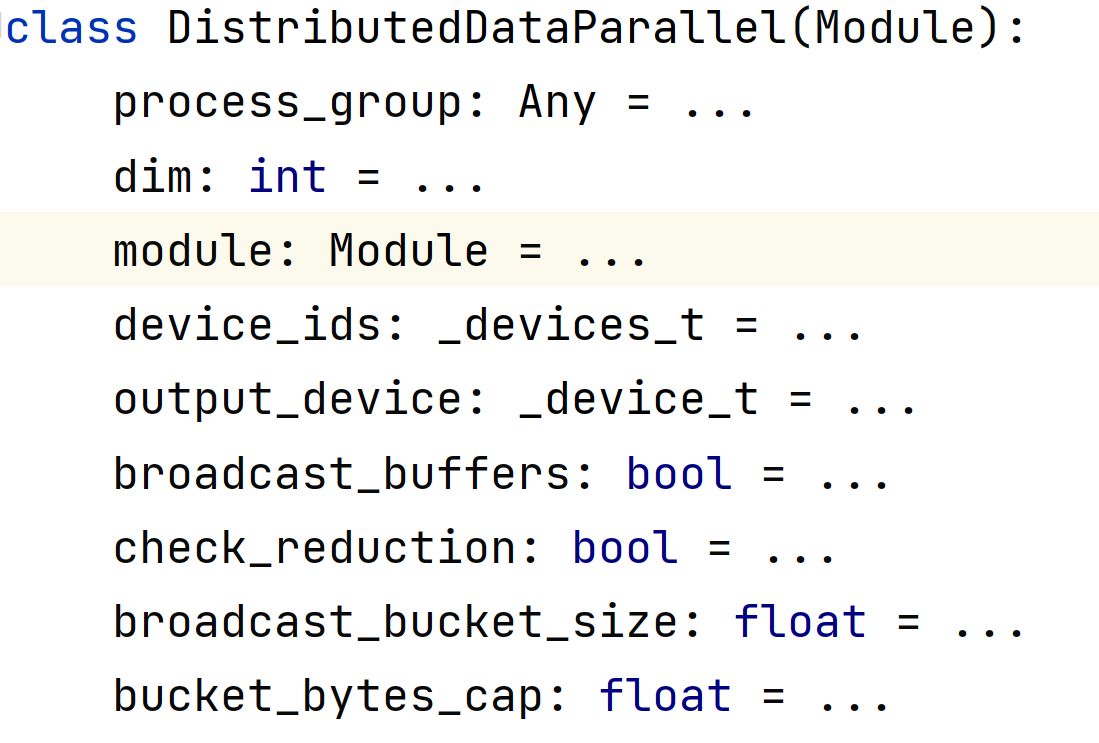 class DistributedDataParallel(Module):
process_group: Any = ...
dim: int = ...
module: Module = ...
device_ids: _devices_t = ...
output_device: _device_t = ...
broadcast_buffers: bool = ...
check_reduction: bool = ...
broadcast_bucket_size: float = ...
bucket_bytes_cap: float = ...